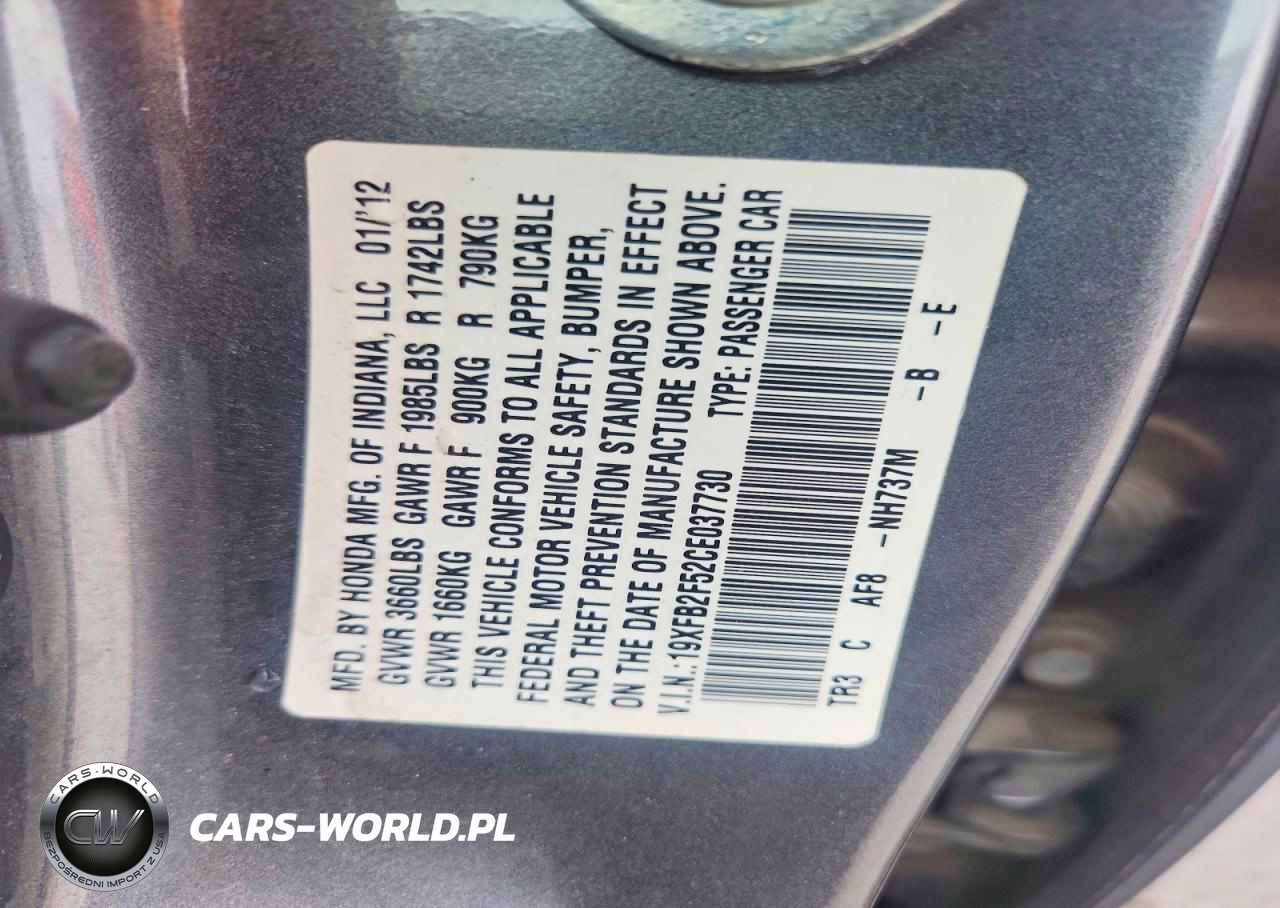 MFD. BY HONDA MFG. OF INDIANA, LLC 01/'12
GVWR 3660LBS GAWR F 1985LBS R 1742LBS
GVWR 1660KG GAWR F 900KG R 790KG
THIS VEHICLE CONFORMS TO ALL APPLICABLE
FEDERAL MOTOR VEHICLE SAFETY, BUMPER,
AND THEFT PREVENTION STANDARDS IN EFFECT
ON THE DATE OF MANUFACTURE SHOWN ABOVE.
V.I.N.:19XFB2F52CE037730 TYPE: PASSENGER CAR
TR3 C AF8 -NH737M -B -E
CARS-WORLD
CW
BEZPOŚREDNI IMPORT Z USA
CARS-WORLD.PL